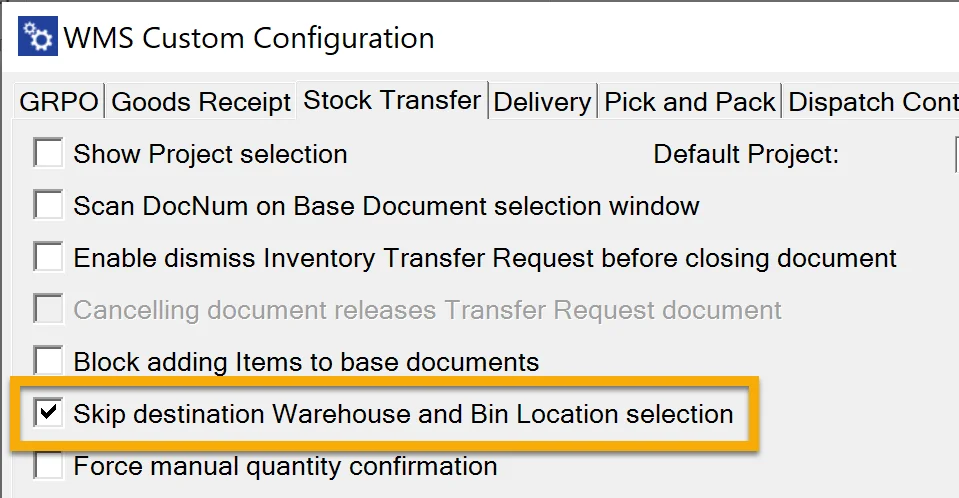 WMS Custom Configuration
GRPO Goods Receipt Stock Transfer Delivery Pick and Pack Dispatch Cont
Show Project selection Default Project:
Scan DocNum on Base Document selection window
Enable dismiss Inventory Transfer Request before closing document
Cancelling document releases Transfer Request document
Block adding Items to base documents
Skip destination Warehouse and Bin Location selection
Force manual quantity confirmation